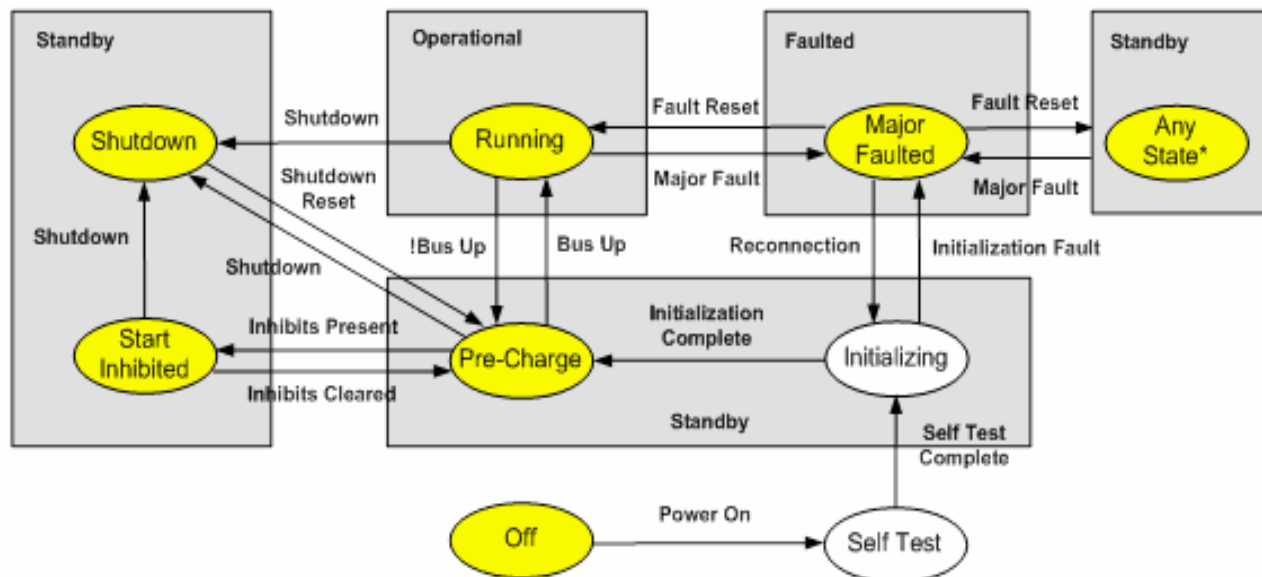 Standby
Operational
Faulted
Standby
Shutdown
Shutdown
Running
Fault Reset
Major Fault
Major
Faulted
Fault Reset
Major Fault
Any
State*
Shutdown
Reset
Shutdown
Shutdown
!Bus Up
Bus Up
Reconnection
Initialization Fault
Start
Inhibited
Inhibits Present
Inhibits Cleared
Pre-Charge
Initialization
Complete
Initializing
Standby
Self Test
Complete
Off
Power On
Self Test